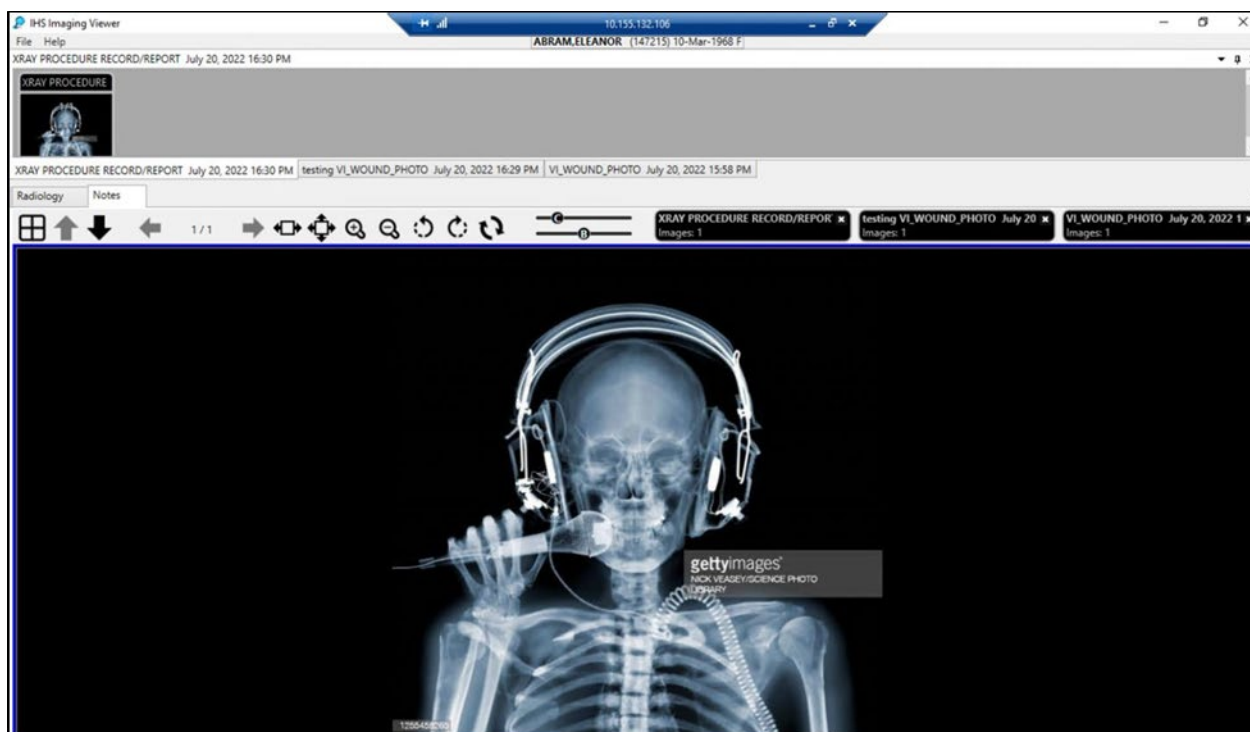 IHS Imaging Viewer
10.155.132.106
File Help
ABRAM,ELEANOR (147215) 10-Mar-1968 F
XRAY PROCEDURE RECORD/REPORT July 20, 2022 16:30 PM
XRAY PROCEDURE
XRAY PROCEDURE RECORD/REPORT July 20, 2022 16:30 PM testing VI_WOUND_PHOTO July 20, 2022 16:29 PM VI_WOUND_PHOTO July 20, 2022 15:58 PM
Radiology Notes
1/1
C
B
XRAY PROCEDURE RECORD/REPOR
Images: 1
testing VI_WOUND_PHOTO July 20
Images: 1
VI_WOUND_PHOTO July 20, 2022 1
Images: 1
gettyimages
NICK VEASEY/SCIENCE PHOTO
LIBRARY